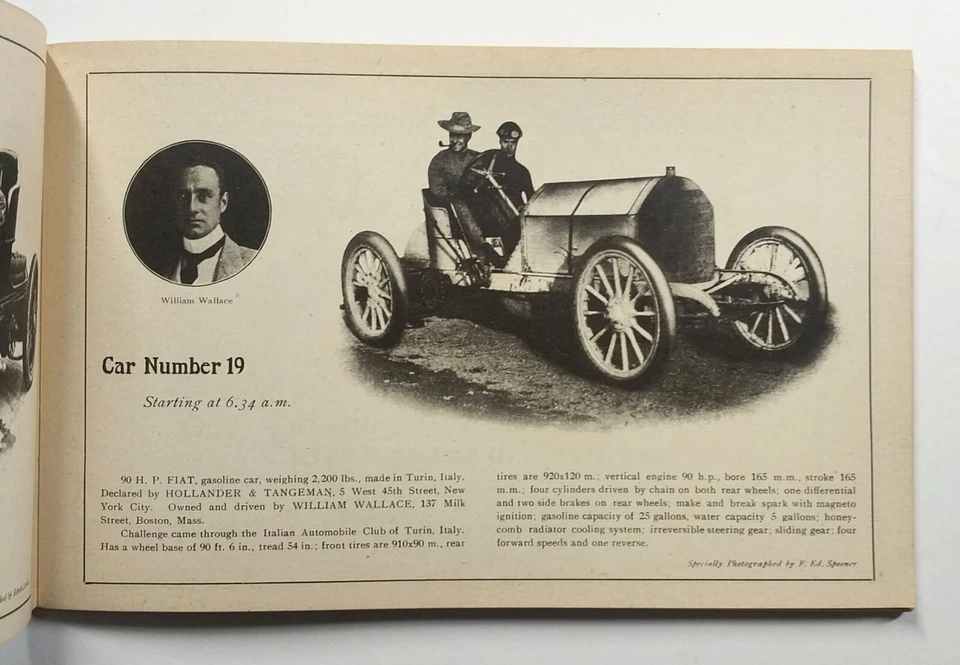 William Wallace
Car Number 19
Starting at 6.34 a.m.
90 H. P. FIAT, gasoline car, weighing 2,200 lbs., made in Turin, Italy.
Declared by HOLLANDER & TANGEMAN, 5 West 45th Street, New
York City. Owned and driven by WILLIAM WALLACE, 137 Milk
Street, Boston, Mass.
Challenge came through the Italian Automobile Club of Turin, Italy.
Has a wheel base of 90 ft. 6 in., tread 54 in.; front tires are 910x90 m., rear
tires are 920x120 m.; vertical engine 90 h.p., bore 165 m.m., stroke 165
m.m.; four cylinders driven by chain on both rear wheels; one differential
and two side brakes on rear wheels; make and break spark with magneto
ignition; gasoline capacity of 25 gallons, water capacity 5 gallons; honey-
comb radiator cooling system; irreversible steering gear; sliding gear; four
forward speeds and one reverse.
Specially Photographed by F. Ed. Spooner